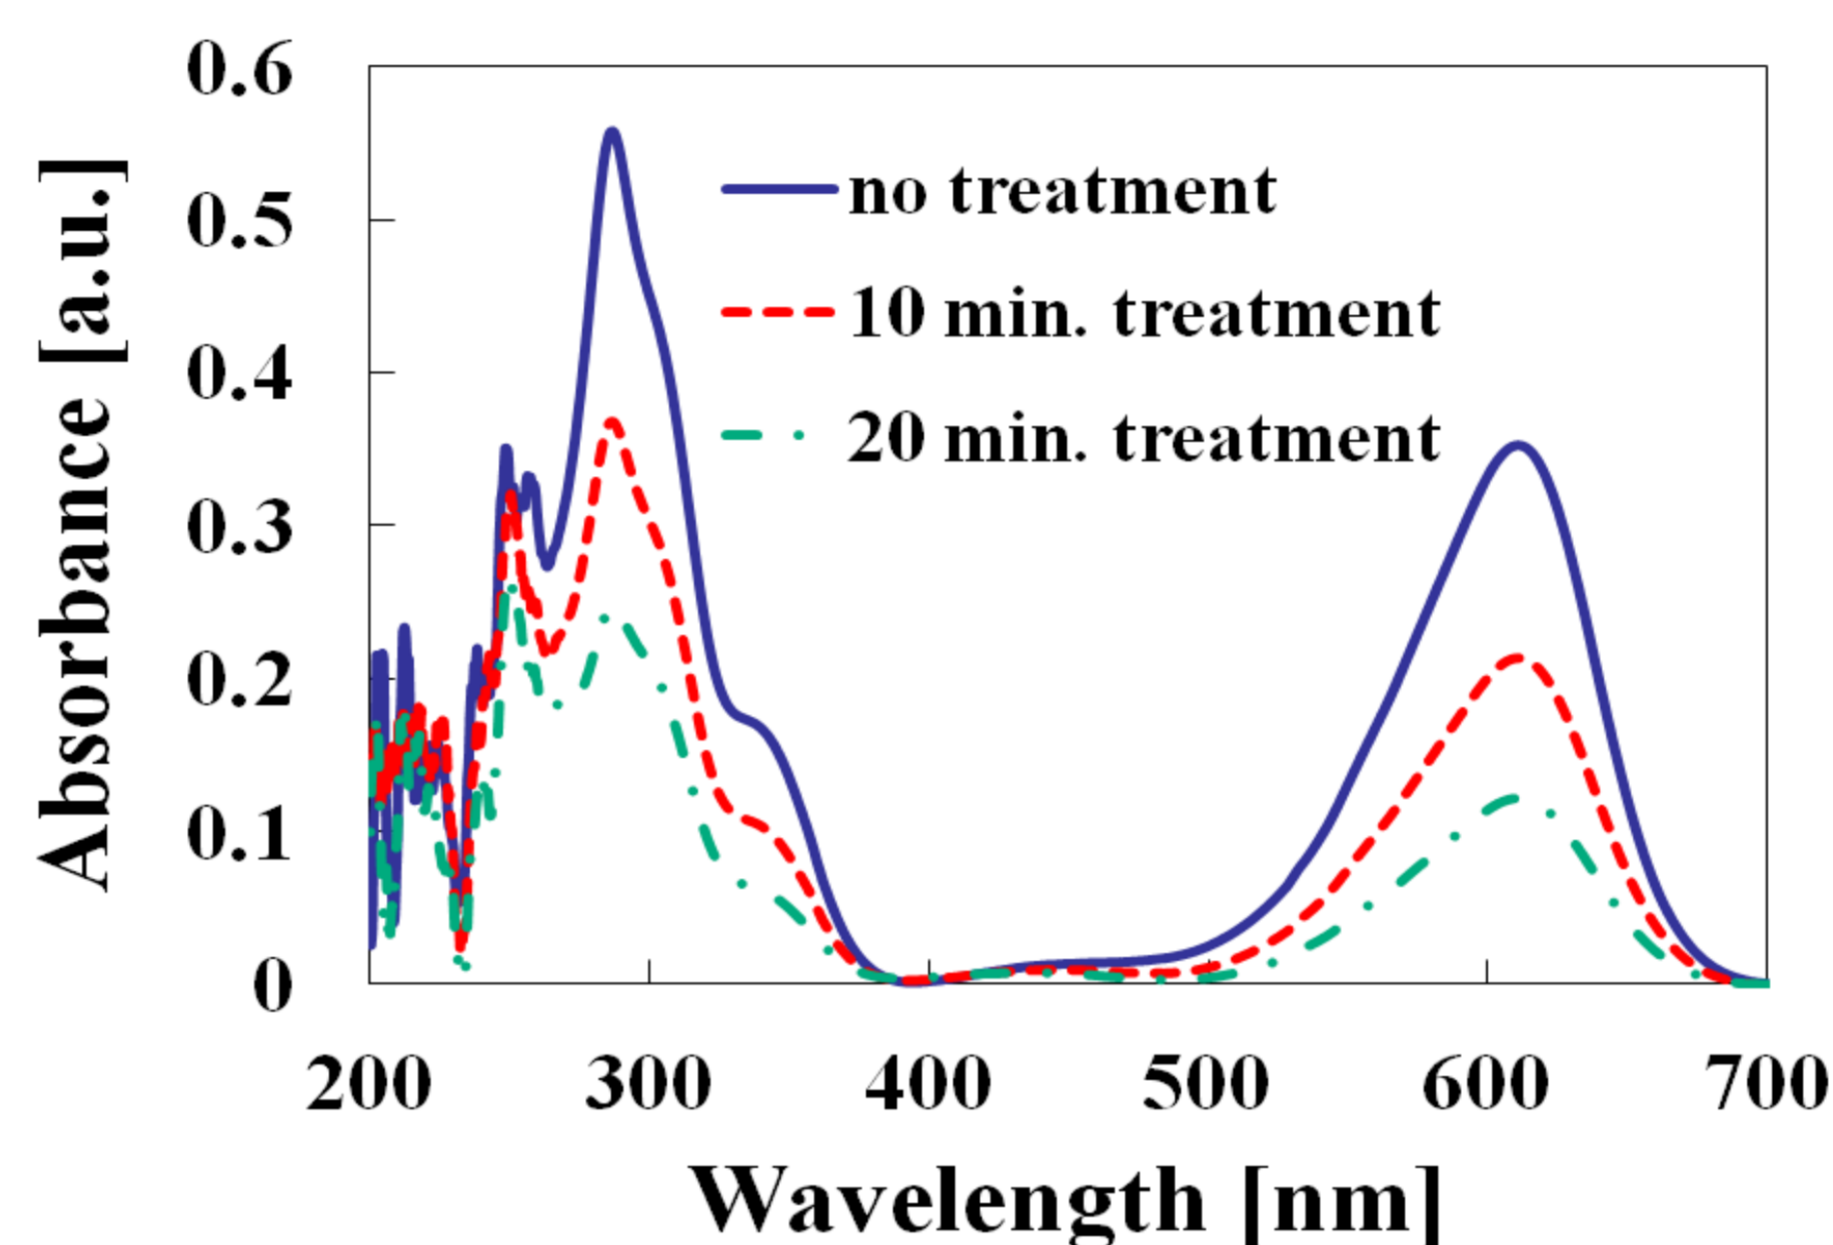 0.6
0.5
0.4
0.3
0.2
0.1
0
Absorbance [a.u.]
no treatment
10 min. treatment
20 min. treatment
200 300 400 500 600 700
Wavelength [nm]